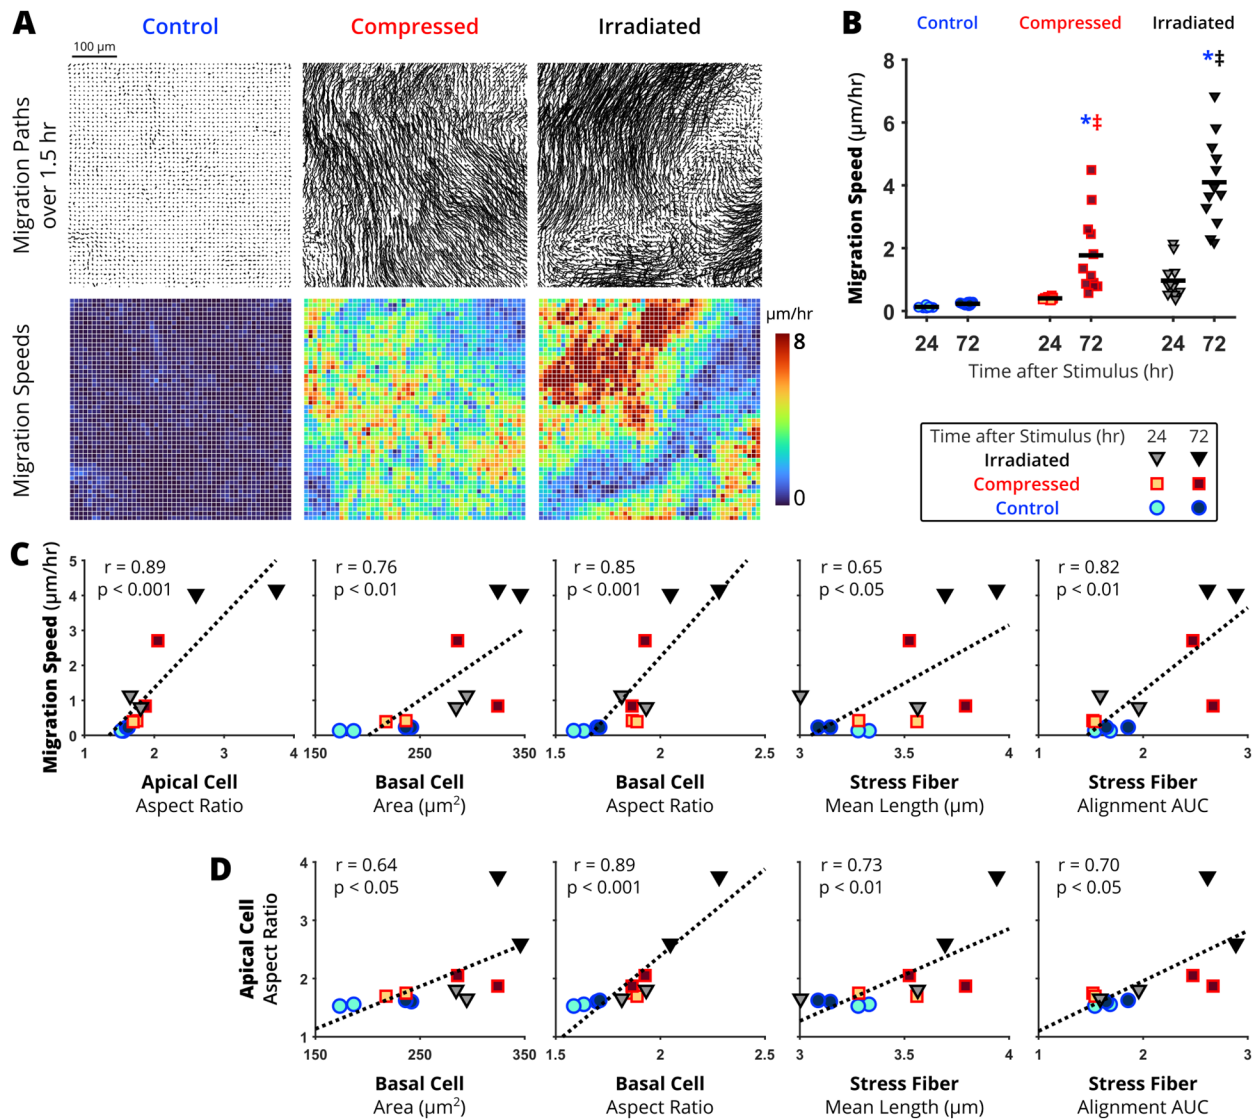 A
Control
Compressed
Irradiated
100 µm
Migration Paths
over 1.5 hr
Migration Speeds
µm/hr
8
0
B
Control
Compressed
Irradiated
Migration Speed (µm/hr)
8
6
4
2
0
*‡
*‡
24
72
24
72
24
72
Time after Stimulus (hr)
Time after Stimulus (hr) 24 72
Irradiated
Compressed
Control
C
Migration Speed (µm/hr)
5
4
3
2
1
0
r = 0.89
p < 0.001
1 2 3 4
Apical Cell
Aspect Ratio
r = 0.76
p < 0.01
150 250 350
Basal Cell
Area (µm²)
r = 0.85
p < 0.001
1.5 2 2.5
Basal Cell
Aspect Ratio
r = 0.65
p < 0.05
3 3.5 4
Stress Fiber
Mean Length (µm)
r = 0.82
p < 0.01
1 2 3
Stress Fiber
Alignment AUC
D
Apical Cell
Aspect Ratio
4
3
2
1
r = 0.64
p < 0.05
150 250 350
Basal Cell
Area (µm²)
r = 0.89
p < 0.001
1.5 2 2.5
Basal Cell
Aspect Ratio
r = 0.73
p < 0.01
3 3.5 4
Stress Fiber
Mean Length (µm)
r = 0.70
p < 0.05
1 2 3
Stress Fiber
Alignment AUC